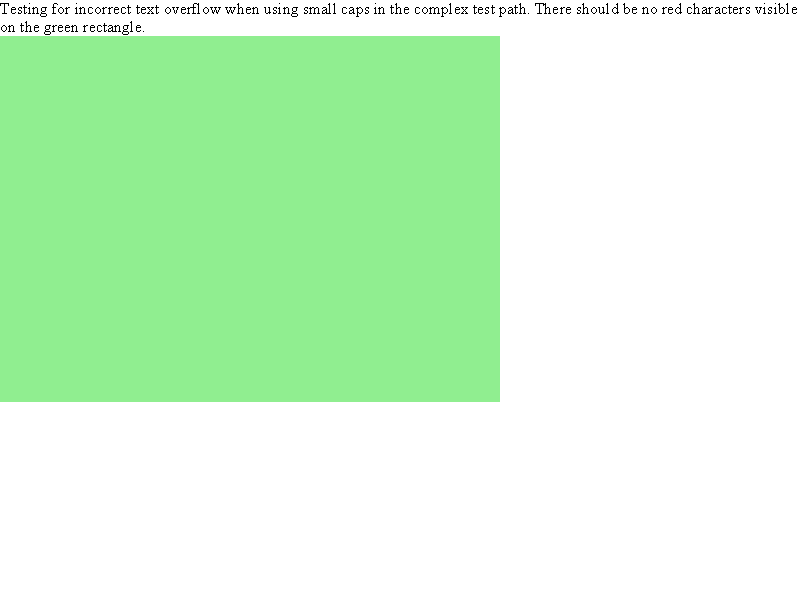 Testing for incorrect text overflow when using small caps in the complex test path. There should be no red characters visible
on the green rectangle.